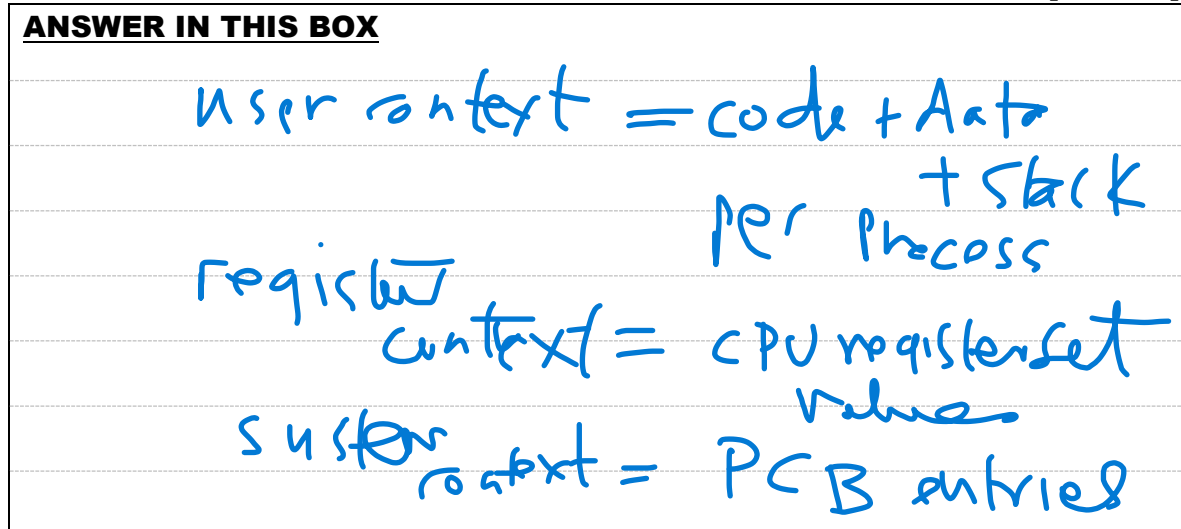 ANSWER IN THIS BOX
User context = code + Data
+ Stack
per Process
register
context = CPU register set
values
System
context = PCB entries